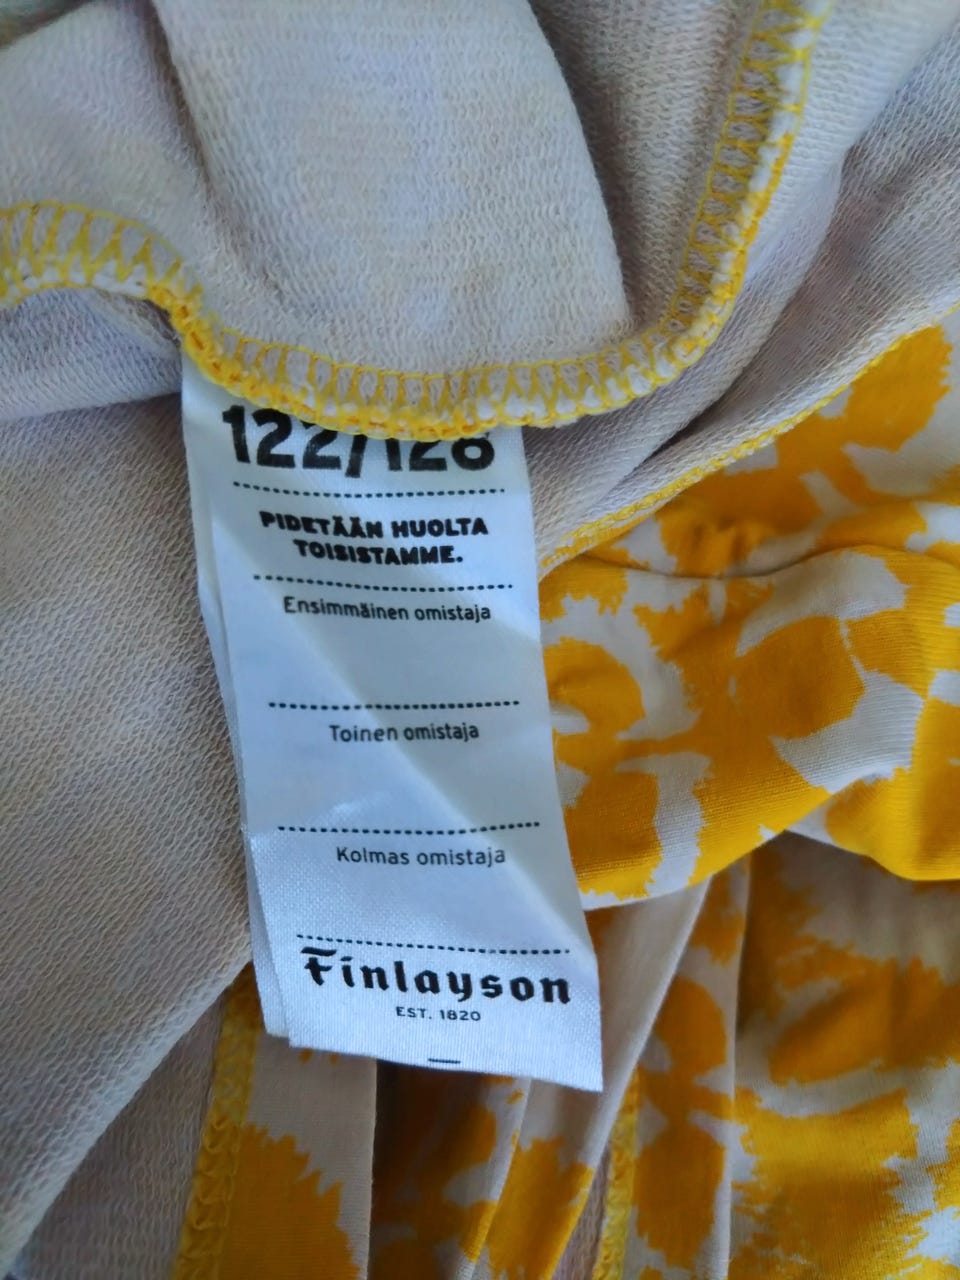 122/128
PIDETÄÄN HUOLTA
TOISISTAMME.
Ensimmäinen omistaja
Toinen omistaja
Kolmas omistaja
Finlayson
EST. 1820